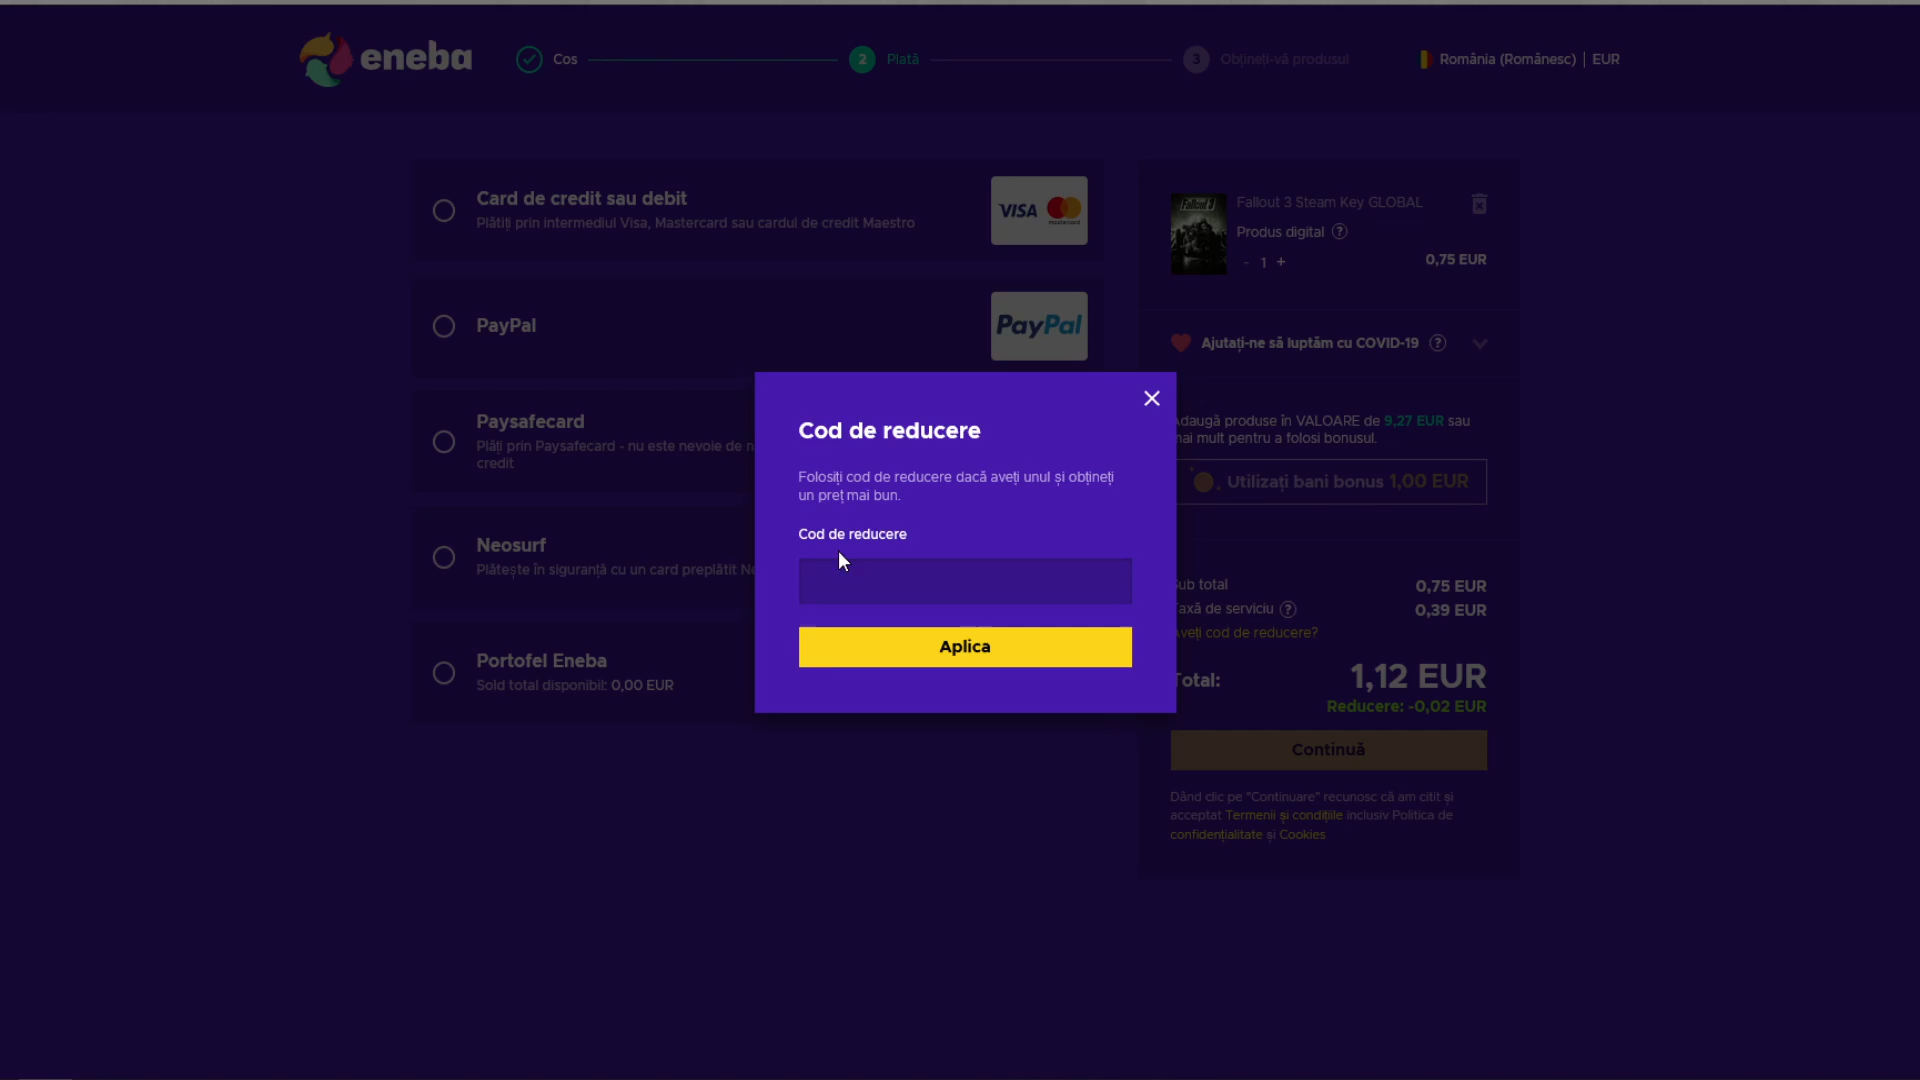 eneba
Cos
2
Plată
3
Obțineți-vă produsul
România (Românesc) | EUR
Card de credit sau debit
Plătiți prin intermediul Visa, Mastercard sau cardul de credit Maestro
VISA
mastercard
PayPal
PayPal
Paysafecard
Plăți prin Paysafecard - nu este nevoie de
credit
Neosurf
Plătește în siguranță cu un card preplătit
Portofel Eneba
Sold total disponibil: 0,00 EUR
Cod de reducere
Folosiți cod de reducere dacă aveți unul și obțineți
un preț mai bun.
Cod de reducere
Aplica
Fallout 3
Fallout 3 Steam Key GLOBAL
Produs digital ?
- 1 +
0,75 EUR
Ajutați-ne să luptăm cu COVID-19 ?
Adaugă produse în VALOARE de 9,27 EUR sau
mai mult pentru a folosi bonusul.
Utilizați bani bonus 1,00 EUR
Sub total 0,75 EUR
Taxă de serviciu ? 0,39 EUR
Aveți cod de reducere?
Total: 1,12 EUR
Reducere: -0,02 EUR
Continuă
Dând clic pe "Continuare" recunosc că am citit și
acceptat Termenii și condițiile inclusiv Politica de
confidențialitate și Cookies